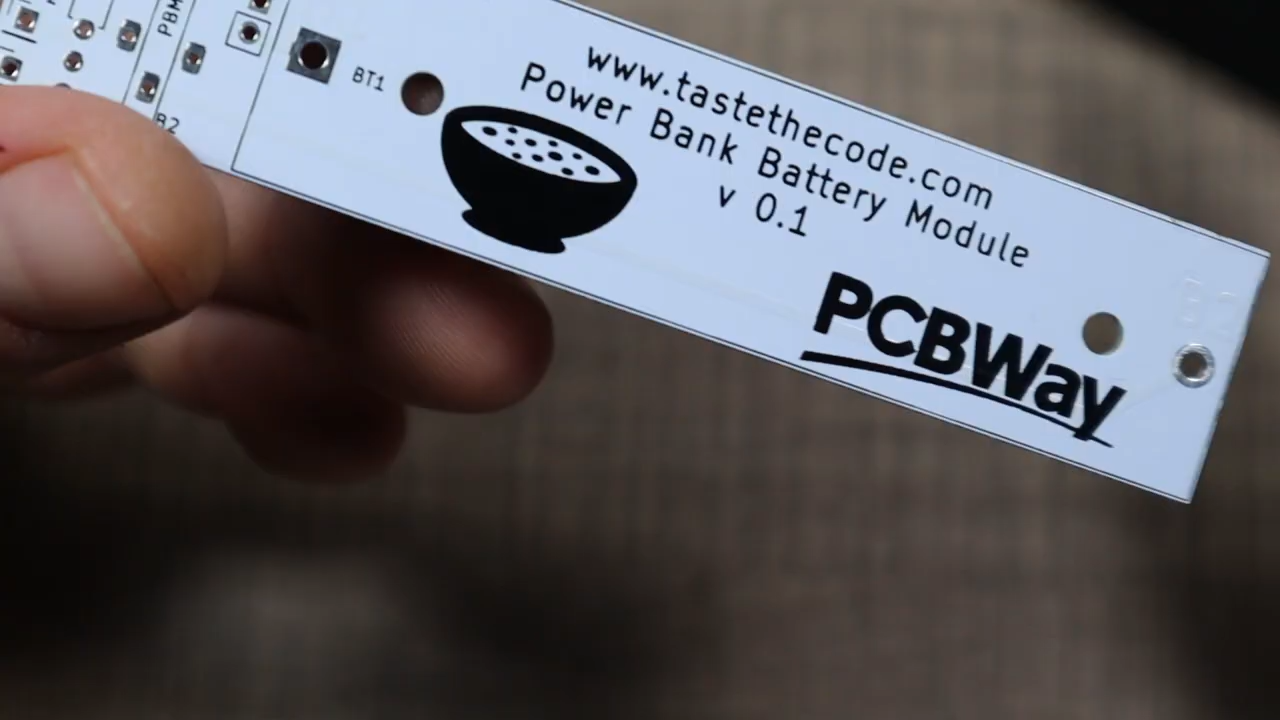 www.tastethecode.com
Power Bank Battery Module
v 0.1
BT1
PCBWay